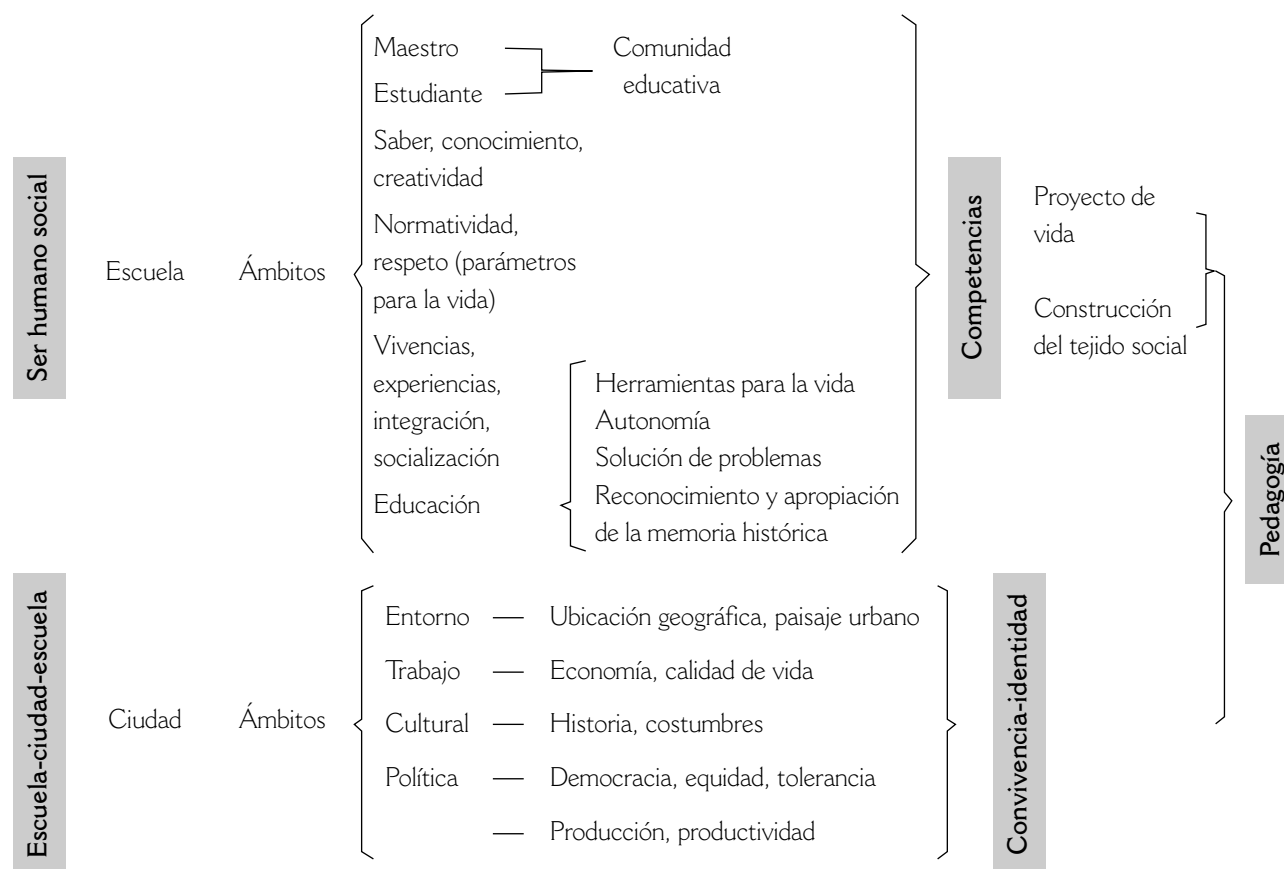 Ser humano social
Escuela
Ámbitos
Maestro
Estudiante
Comunidad
educativa
Saber, conocimiento,
creatividad
Normatividad,
respeto (parámetros
para la vida)
Vivencias,
experiencias,
integración,
socialización
Educación
Herramientas para la vida
Autonomía
Solución de problemas
Reconocimiento y apropiación
de la memoria histórica
Competencias
Proyecto de
vida
Construcción
del tejido social
Escuela-ciudad-escuela
Ciudad
Ámbitos
Entorno — Ubicación geográfica, paisaje urbano
Trabajo — Economía, calidad de vida
Cultural — Historia, costumbres
Política — Democracia, equidad, tolerancia
— Producción, productividad
Convivencia-identidad
Pedagogía